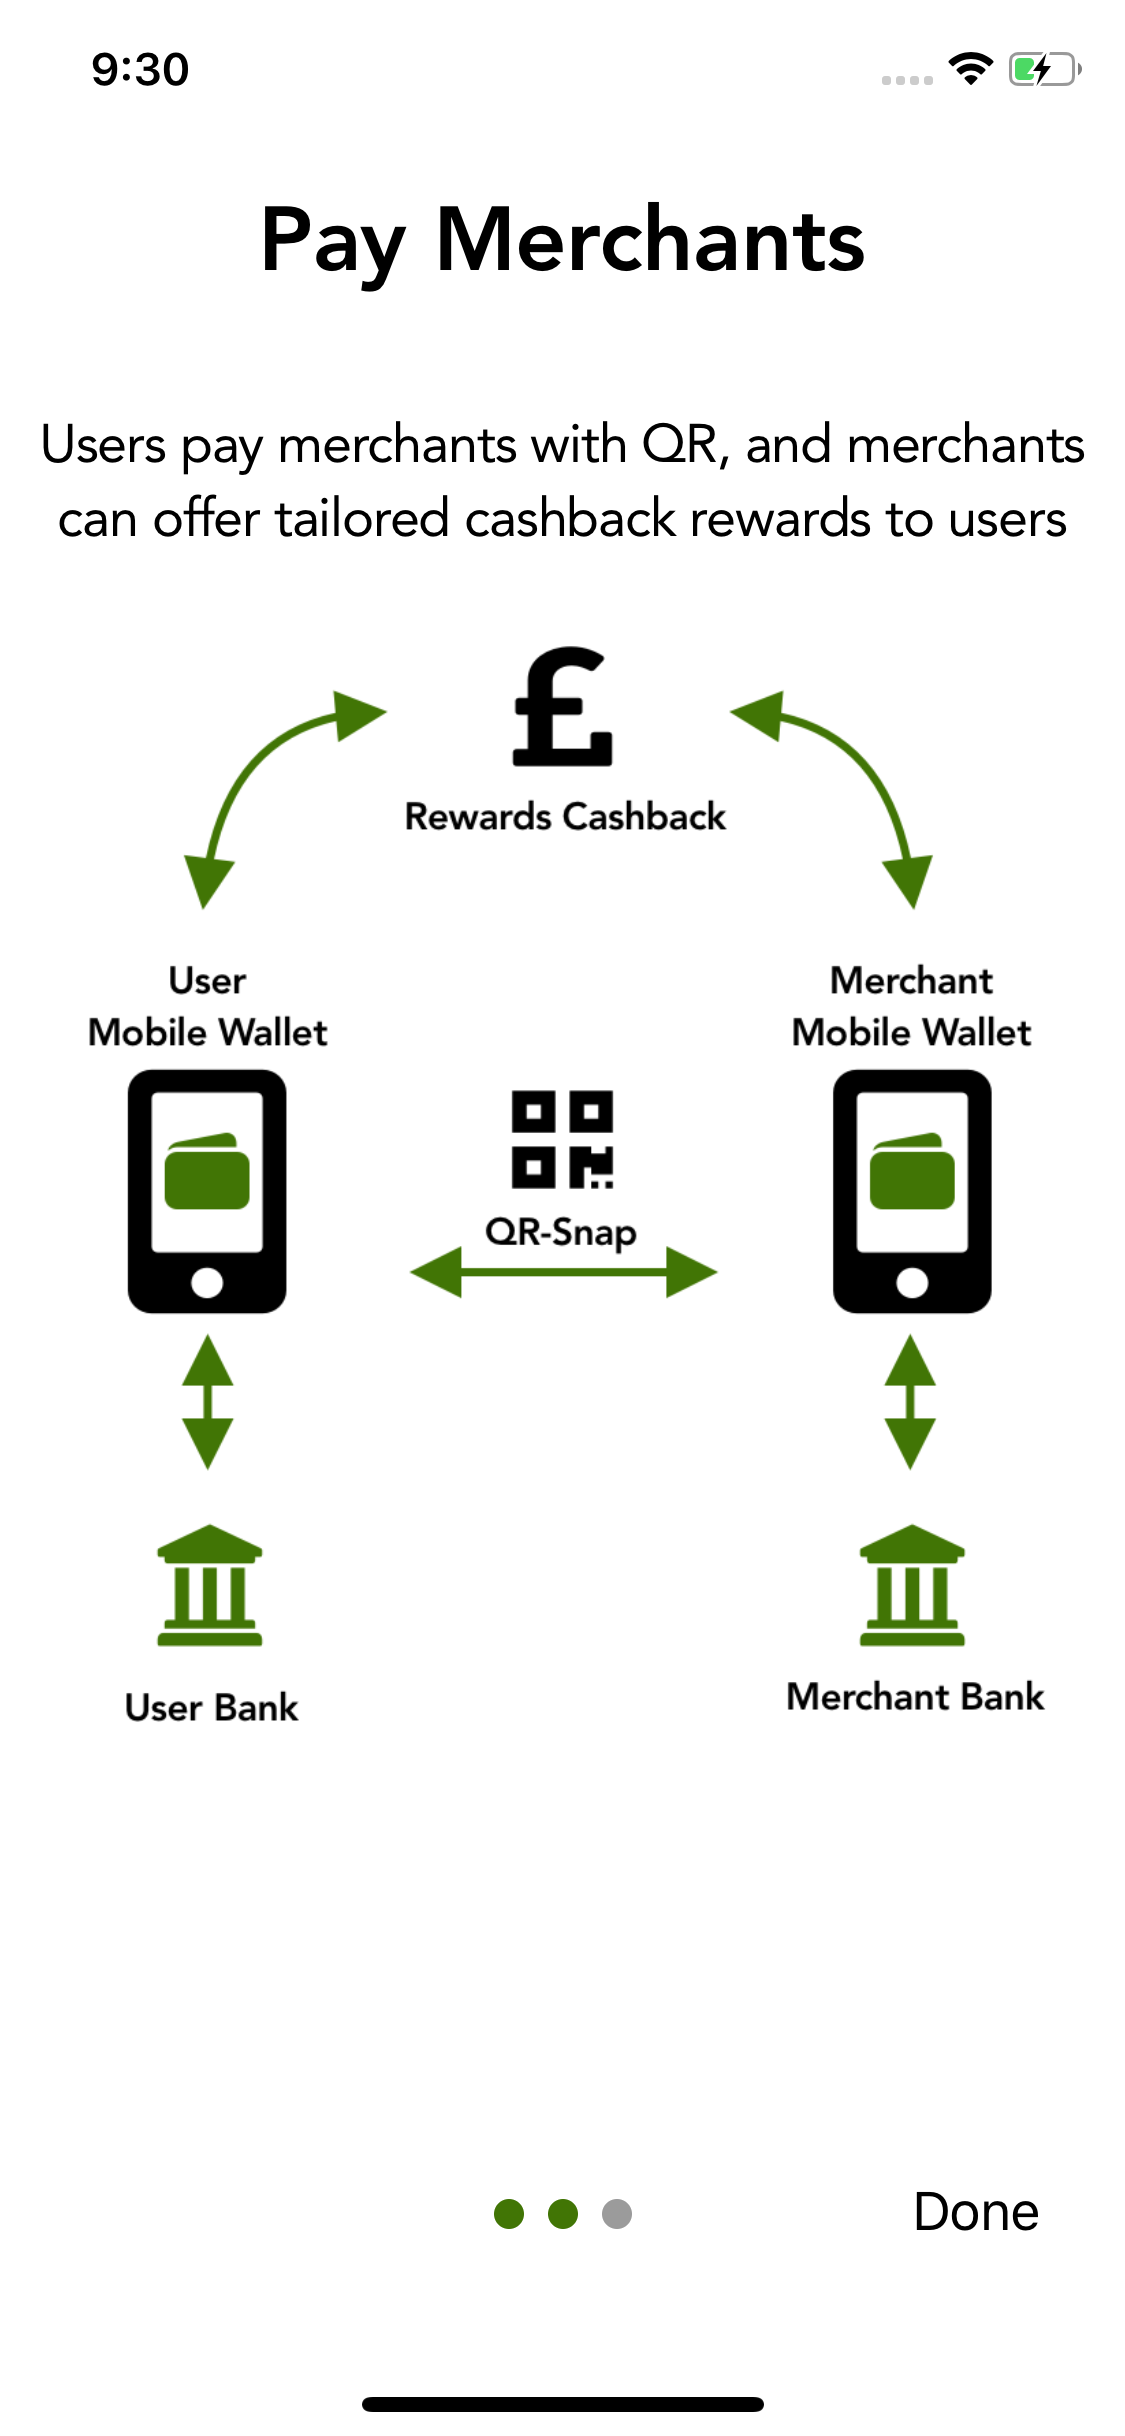 9:30
Pay Merchants
Users pay merchants with QR, and merchants
can offer tailored cashback rewards to users
£
Rewards Cashback
User
Mobile Wallet
Merchant
Mobile Wallet
QR-Snap
User Bank
Merchant Bank
Done